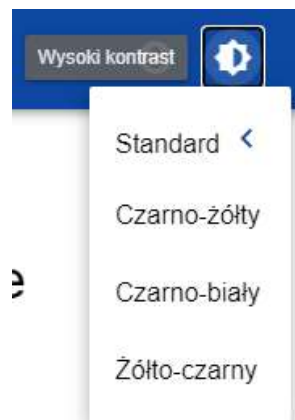 Wysoki kontrast
Standard
Czarno-żółty
e
Czarno-biały
Żółto-czarny